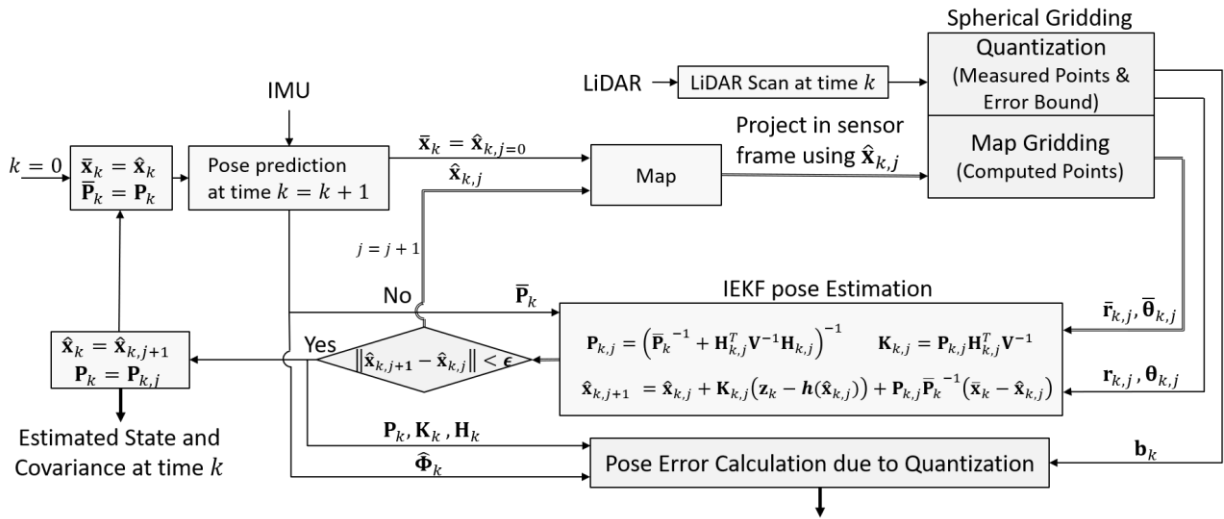 Spherical Gridding
Quantization
(Measured Points &
Error Bound)
LiDAR
LiDAR Scan at time k
IMU
Map Gridding
(Computed Points)
Project in sensor
frame using x̂_{k,j}
k = 0
x̄_k = x̂_k
P̄_k = P_k
Pose prediction
at time k = k + 1
x̄_k = x̂_{k,j=0}
x̂_{k,j}
Map
j = j + 1
No
P̄_k
IEKF pose Estimation
r̄_{k,j}, θ̄_{k,j}
P_{k,j} = (P̄_k^{-1} + H_{k,j}^T V^{-1} H_{k,j})^{-1} K_{k,j} = P_{k,j} H_{k,j}^T V^{-1}
x̂_{k,j+1} = x̂_{k,j} + K_{k,j}(z_k − h(x̂_{k,j})) + P_{k,j} P̄_k^{-1}(x̄_k − x̂_{k,j})
r_{k,j}, θ_{k,j}
Yes
‖x̂_{k,j+1} − x̂_{k,j}‖ < ϵ
x̂_k = x̂_{k,j+1}
P_k = P_{k,j}
Estimated State and
Covariance at time k
P_k, K_k, H_k
Φ̂_k
Pose Error Calculation due to Quantization
b_k